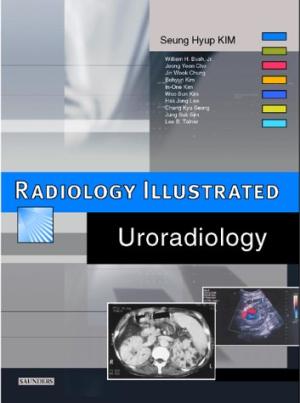 Seung Hyup KIM
William H. Bush, Jr.
Jeong Yeon Cho
Jin Wook Chung
Bohyun Kim
In-One Kim
Woo Sun Kim
Hak Jong Lee
Chang Kyu Seong
Jung Suk Sim
Lee B. Talner
RADIOLOGY ILLUSTRATED
Uroradiology
SAUNDERS